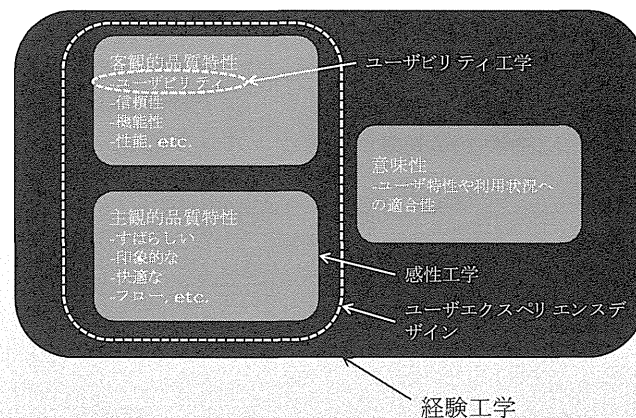 客観的品質特性
-ユーザビリティ
-信頼性
-機能性
-性能, etc.
ユーザビリティ工学
意味性
-ユーザ特性や利用状況へ
の適合性
主観的品質特性
-すばらしい
-印象的な
-快適な
-フロー, etc.
感性工学
ユーザエクスペリエンスデ
ザイン
経験工学